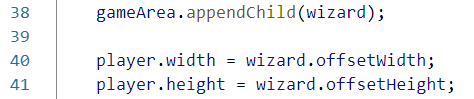 38 gameArea.appendChild(wizard);
39
40 player.width = wizard.offsetWidth;
41 player.height = wizard.offsetHeight;